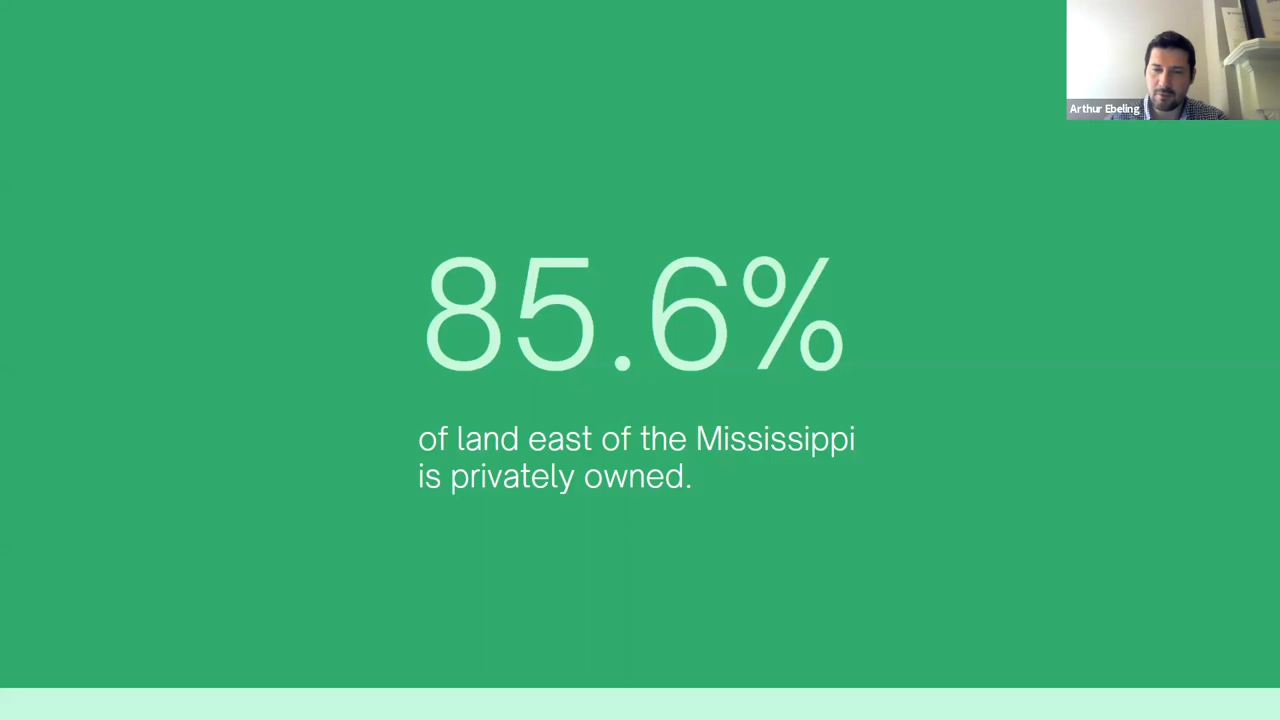 Arthur Ebeling
85.6%
of land east of the Mississippi
is privately owned.